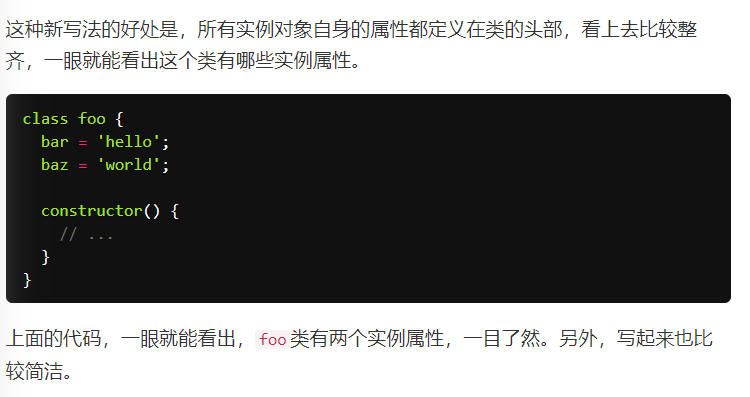 这种新写法的好处是，所有实例对象自身的属性都定义在类的头部，看上去比较整
齐，一眼就能看出这个类有哪些实例属性。
class foo {
  bar = 'hello';
  baz = 'world';

  constructor() {
    // ...
  }
}
上面的代码，一眼就能看出，foo类有两个实例属性，一目了然。另外，写起来也比
较简洁。